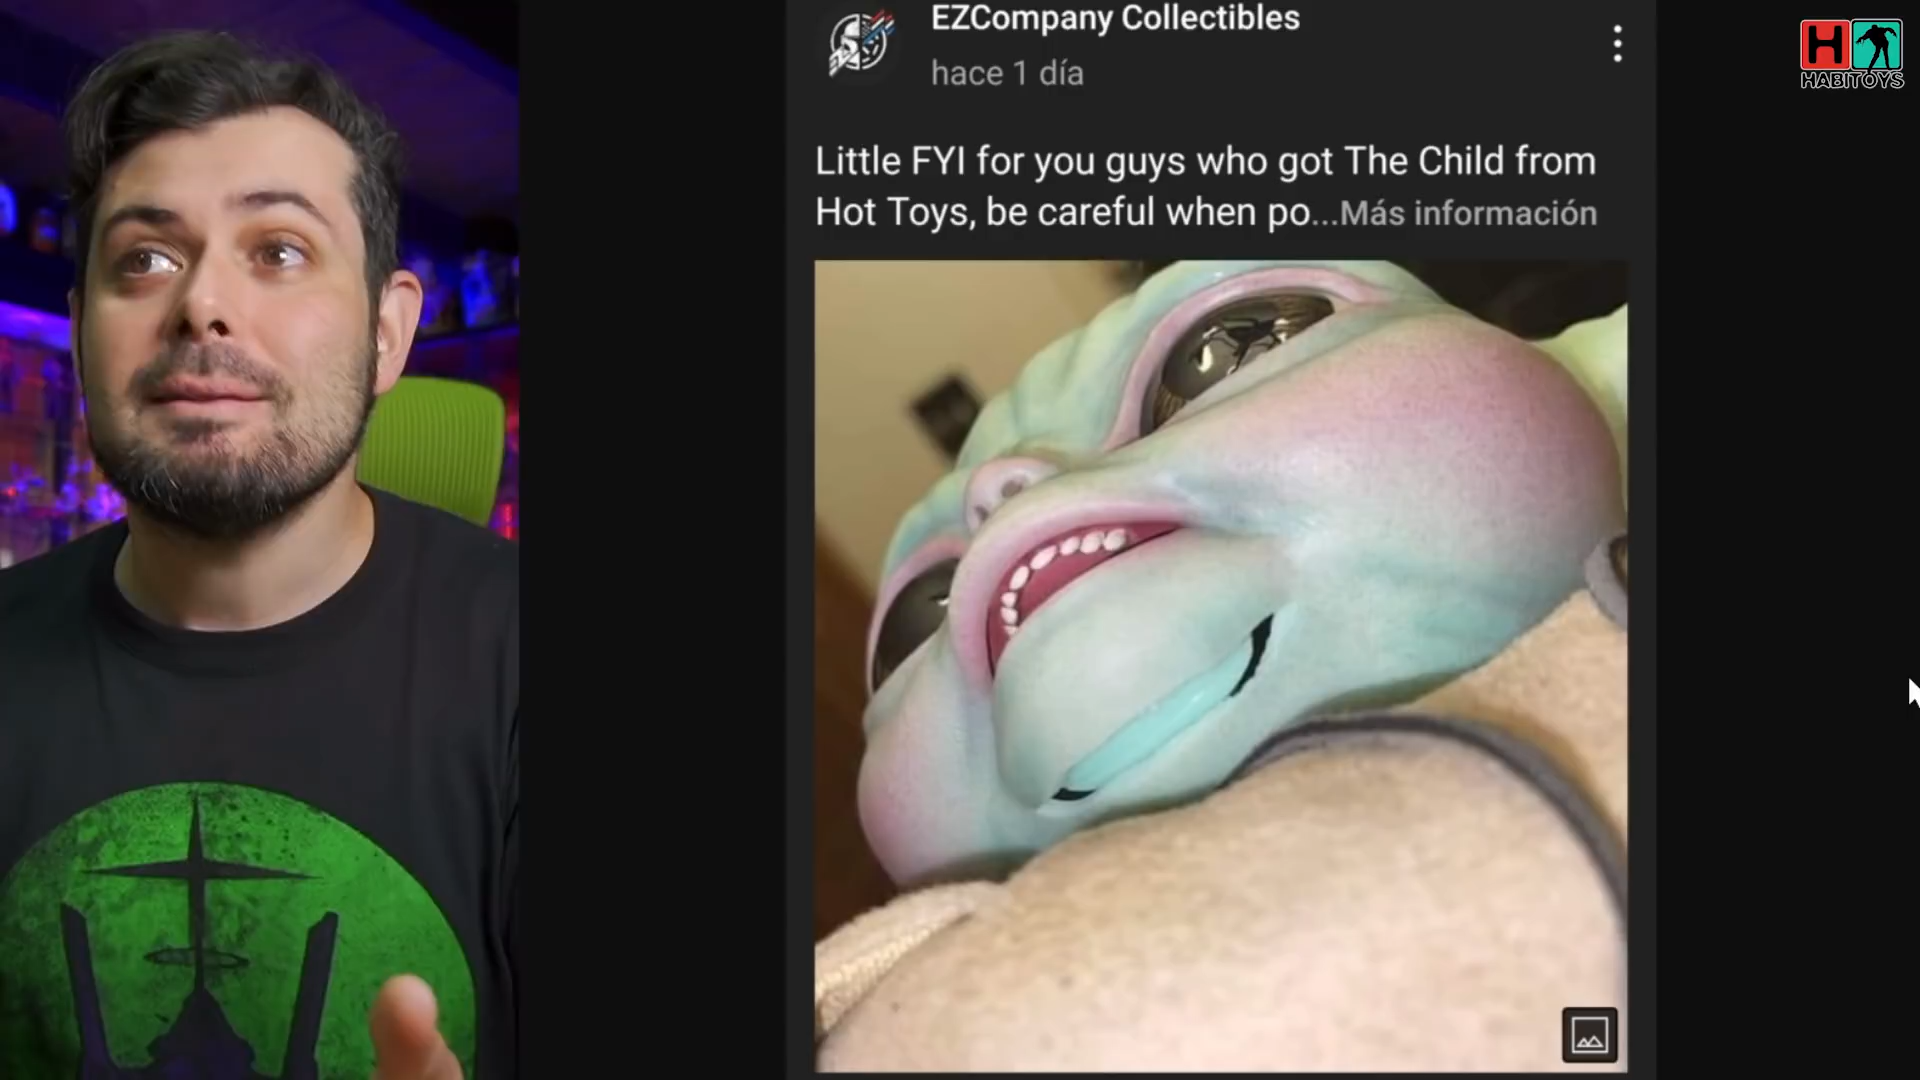 EZCompany Collectibles
hace 1 día
H
HABITOYS
Little FYI for you guys who got The Child from
Hot Toys, be careful when po...Más información